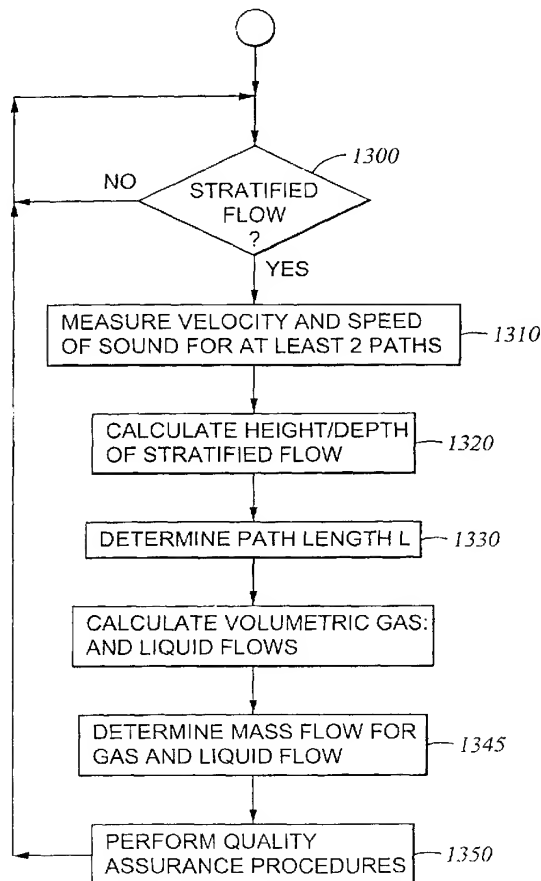 1300
NO
STRATIFIED
FLOW
?
YES
MEASURE VELOCITY AND SPEED
OF SOUND FOR AT LEAST 2 PATHS
1310
CALCULATE HEIGHT/DEPTH
OF STRATIFIED FLOW
1320
DETERMINE PATH LENGTH L
1330
CALCULATE VOLUMETRIC GAS:
AND LIQUID FLOWS
DETERMINE MASS FLOW FOR
GAS AND LIQUID FLOW
1345
PERFORM QUALITY
ASSURANCE PROCEDURES
1350